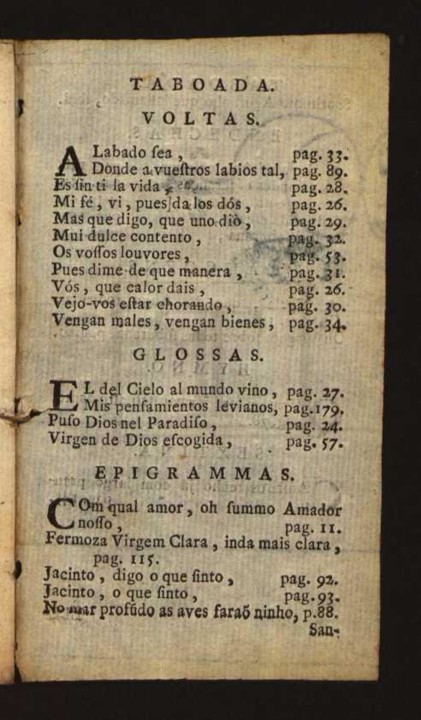 TABOADA.
VOLTAS.
ALabado ſea, pag. 33.
Donde a vueſtros labios tal, pag. 89.
Es ſin ti la vida, pag. 28.
Mi fé, vi, pues da los dós, pag. 26.
Mas que digo, que uno diò, pag. 29.
Mui dulce contento, pag. 32.
Os voſſos louvores, pag. 53.
Pues dime de que manera, pag. 31.
Vós, que calor dais, pag. 26.
Vejo-vos eſtar chorando, pag. 30.
Vengan males, vengan bienes, pag. 34.
GLOSSAS.
EL del Cielo al mundo vino, pag. 27.
Mis penſamientos levianos, pag. 179.
Puſo Dios nel Paradiſo, pag. 24.
Virgen de Dios eſcogida, pag. 57.
EPIGRAMMAS.
COm qual amor, oh ſummo Amador
noſſo, pag. 11.
Fermoza Virgem Clara, inda mais clara,
pag. 115.
Jacinto, digo o que ſinto, pag. 92.
Jacinto, o que ſinto, pag. 93.
No mar profũdo as aves faraõ ninho, p. 88.
San-